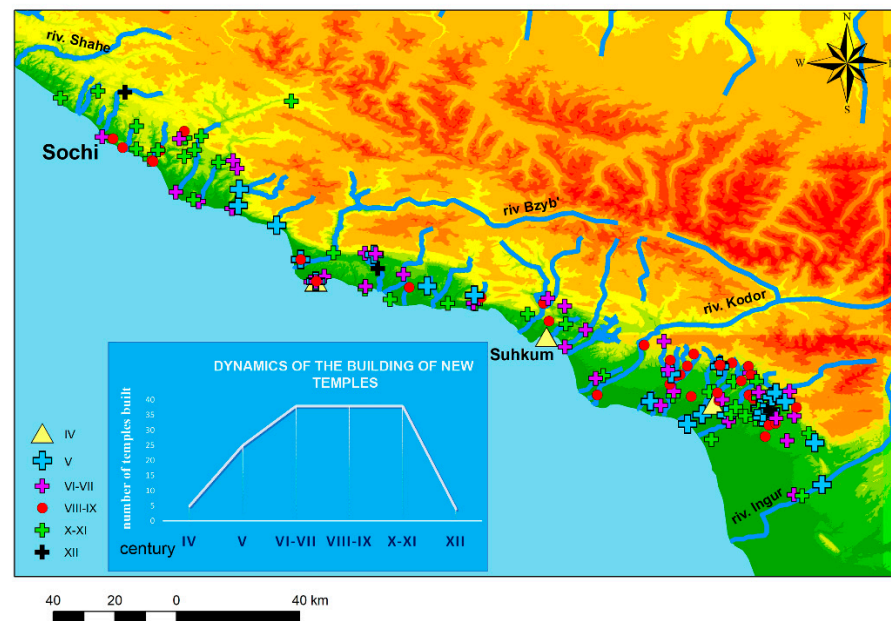 riv. Shahe
N
W
E
S
Sochi
riv Bzyb'
riv. Kodor
Suhkum
riv. Ingur
DYNAMICS OF THE BUILDING OF NEW
TEMPLES
number of temples built
40
35
30
25
20
15
10
5
0
century
IV V VI-VII VIII-IX X-XI XII
IV
V
VI-VII
VIII-IX
X-XI
XII
40 20 0 40 km